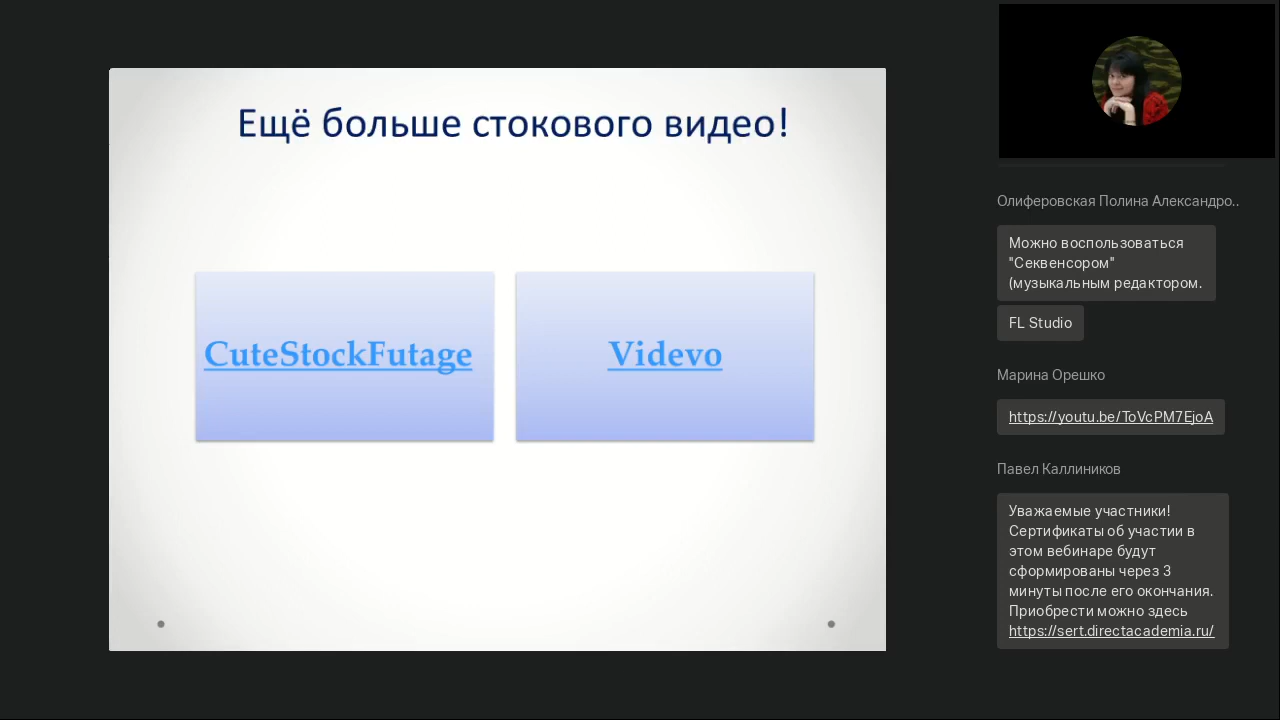 Ещё больше стокового видео!
CuteStockFutage
Videvo
Олиферовская Полина Александро..
Можно воспользоваться
"Секвенсором"
(музыкальным редактором.
FL Studio
Марина Орешко
https://youtu.be/ToVcPM7EjoA
Павел Каллиников
Уважаемые участники!
Сертификаты об участии в
этом вебинаре будут
сформированы через 3
минуты после его окончания.
Приобрести можно здесь
https://sert.directacademia.ru/